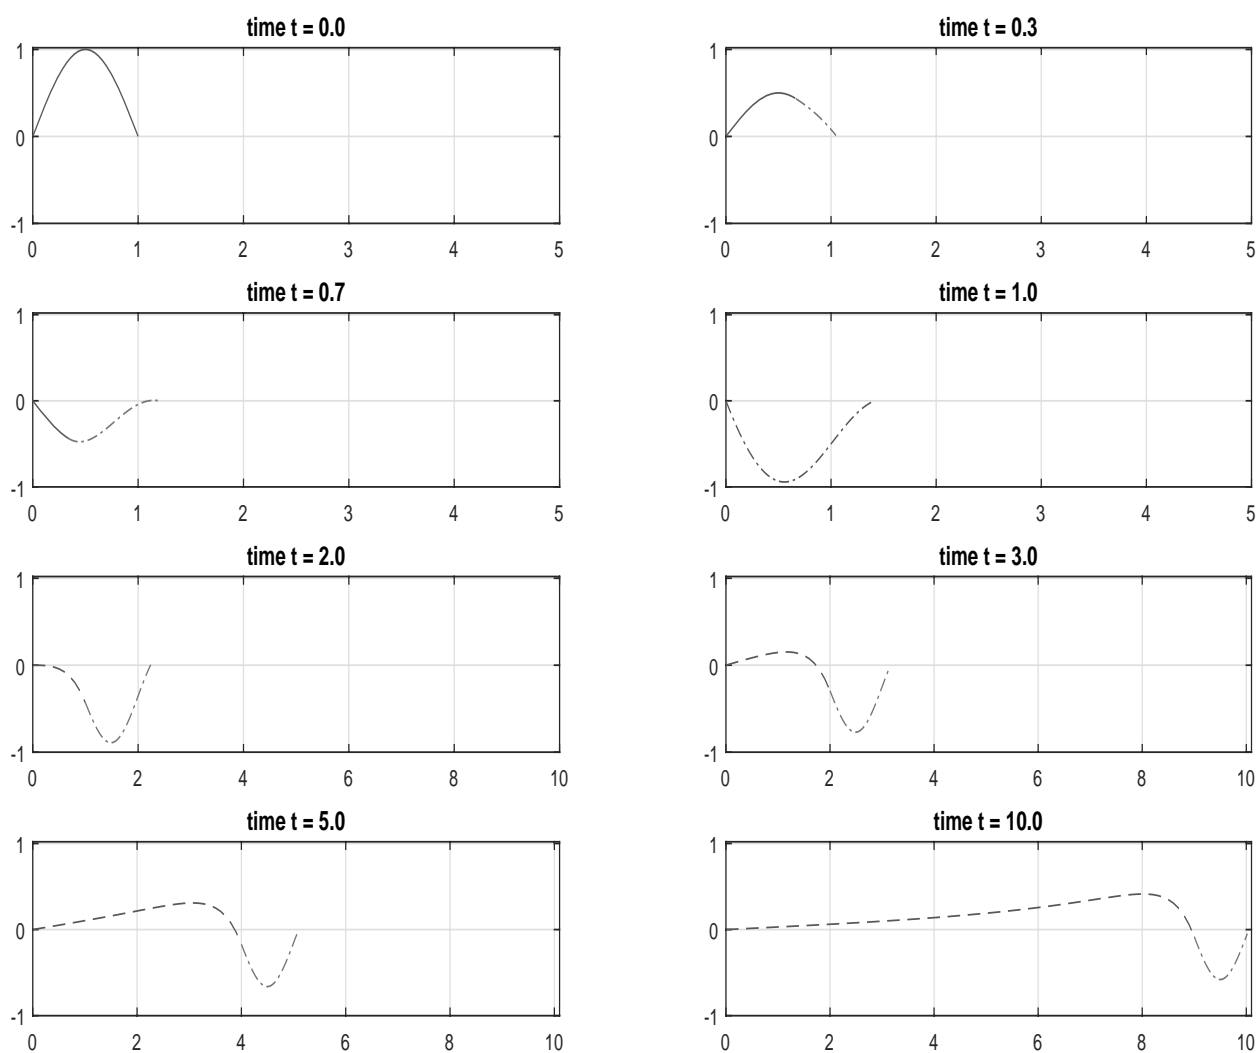 time t = 0.0
1
0
-1
0 1 2 3 4 5
time t = 0.3
1
0
-1
0 1 2 3 4 5
time t = 0.7
1
0
-1
0 1 2 3 4 5
time t = 1.0
1
0
-1
0 1 2 3 4 5
time t = 2.0
1
0
-1
0 2 4 6 8 10
time t = 3.0
1
0
-1
0 2 4 6 8 10
time t = 5.0
1
0
-1
0 2 4 6 8 10
time t = 10.0
1
0
-1
0 2 4 6 8 10